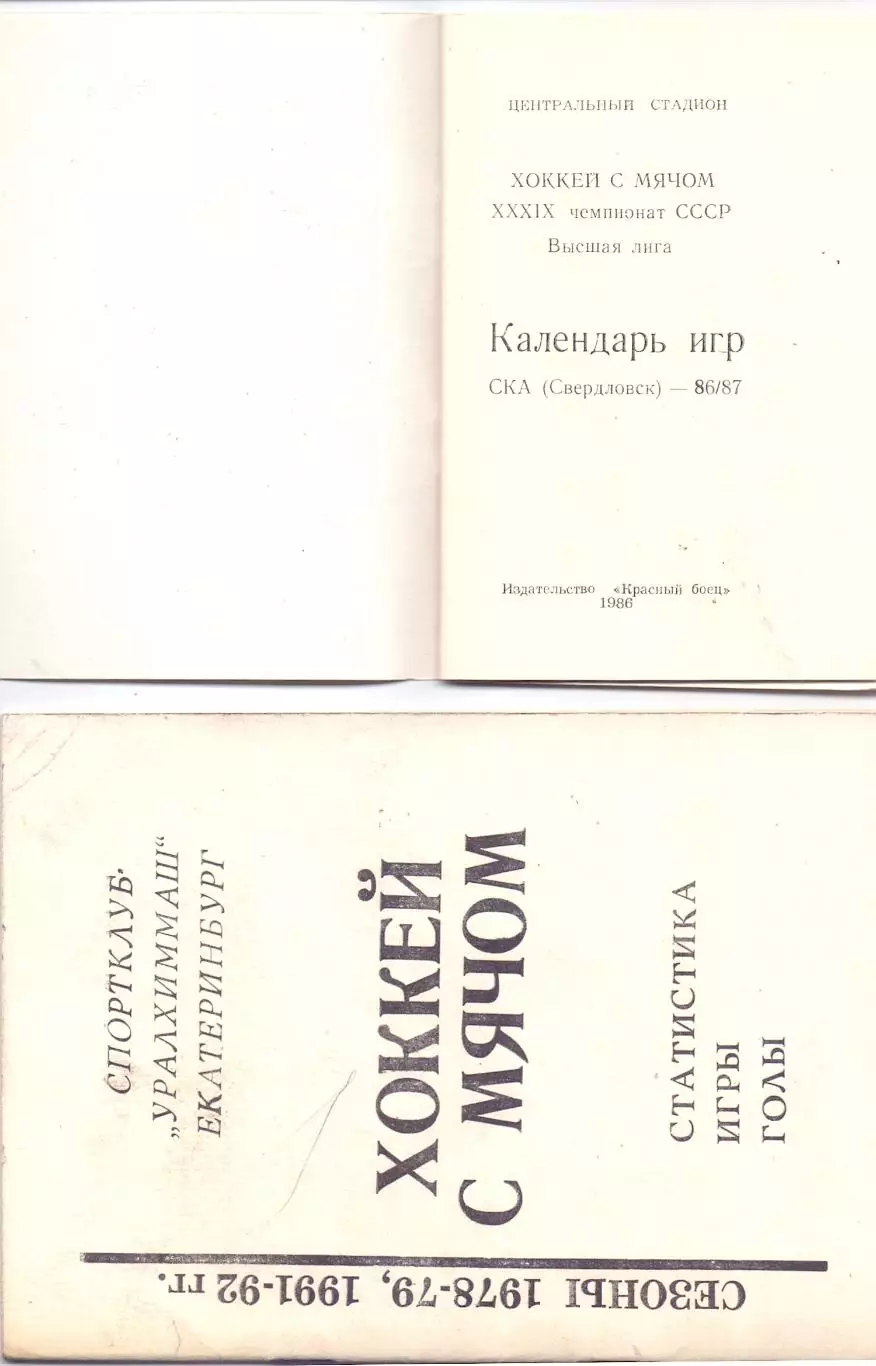 ЦЕНТРАЛЬНЫЙ СТАДИОН
ХОККЕЙ С МЯЧОМ
XXXIX чемпионат СССР
Высшая лига
Календарь игр
СКА (Свердловск) — 86/87
Издательство «Красный боец»
1986
СПОРТКЛУБ
„УРАЛХИММАШ“
ЕКАТЕРИНБУРГ
ХОККЕЙ
С МЯЧОМ
СТАТИСТИКА
ИГРЫ
ГОЛЫ
СЕЗОНЫ 1978-79, 1991-92 гг.